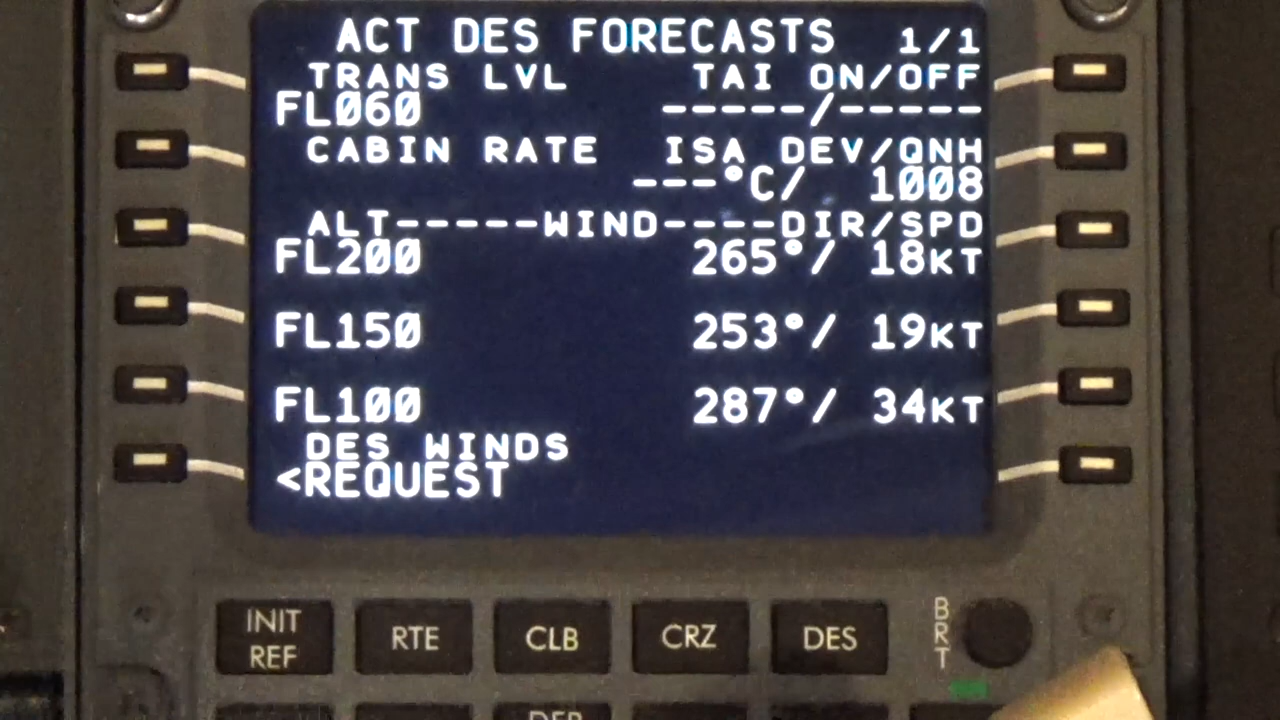 ACT DES FORECASTS 1/1
TRANS LVL TAI ON/OFF
FL060 -----/-----
CABIN RATE ISA DEV/QNH
---°C/ 1008
ALT-----WIND----DIR/SPD
FL200 265°/ 18KT
FL150 253°/ 19KT
FL100 287°/ 34KT
DES WINDS
<REQUEST
INIT REF RTE CLB CRZ DES BRT